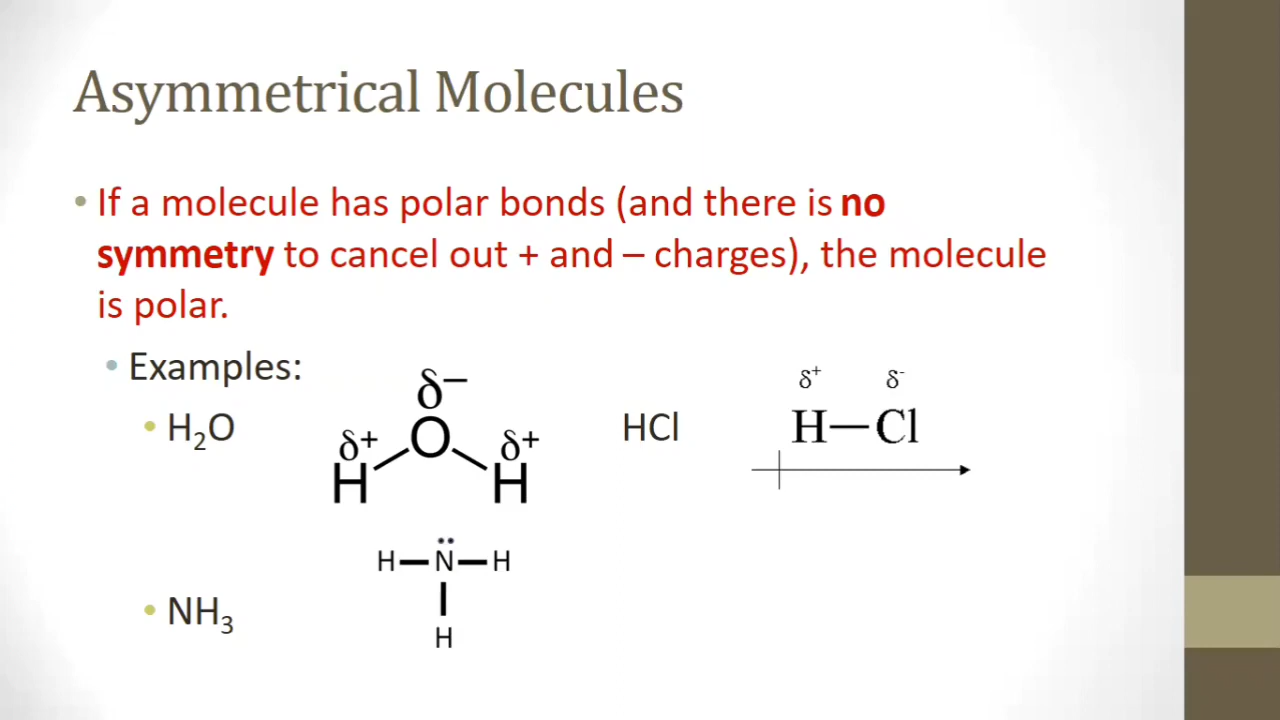 Asymmetrical Molecules
• If a molecule has polar bonds (and there is no
symmetry to cancel out + and – charges), the molecule
is polar.
• Examples:
• H₂O
δ–
δ+ O δ+
H H
HCl
δ⁺ δ⁻
H—Cl
• NH₃
H—N̈—H
|
H